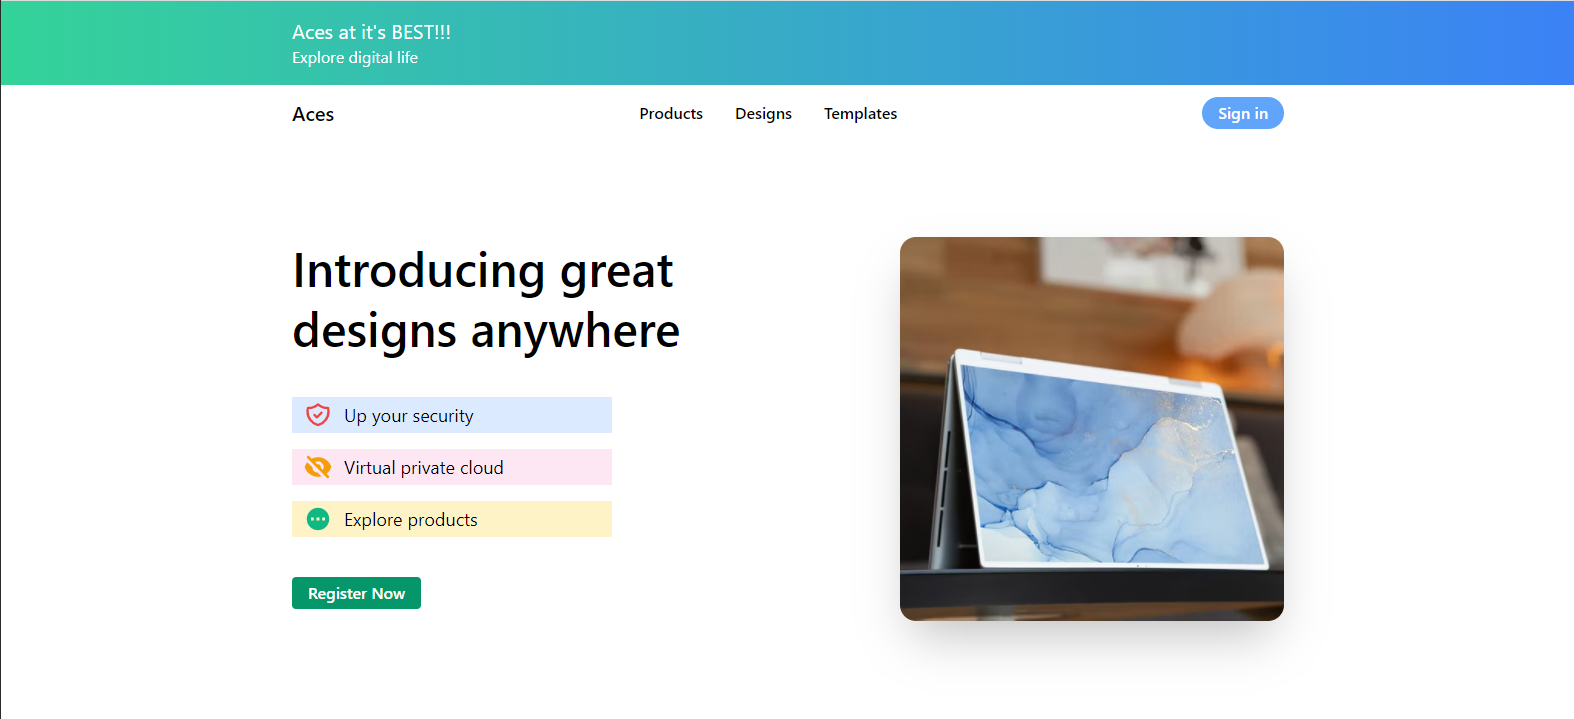 Aces at it's BEST!!!
Explore digital life
Aces
Products Designs Templates
Sign in
Introducing great
designs anywhere
Up your security
Virtual private cloud
Explore products
Register Now